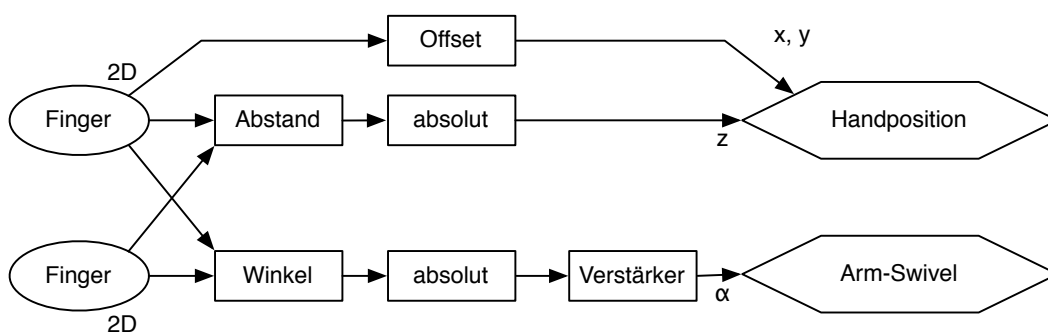 Offset
x, y
2D
Finger
Abstand
absolut
z
Handposition
Finger
2D
Winkel
absolut
Verstärker
α
Arm-Swivel